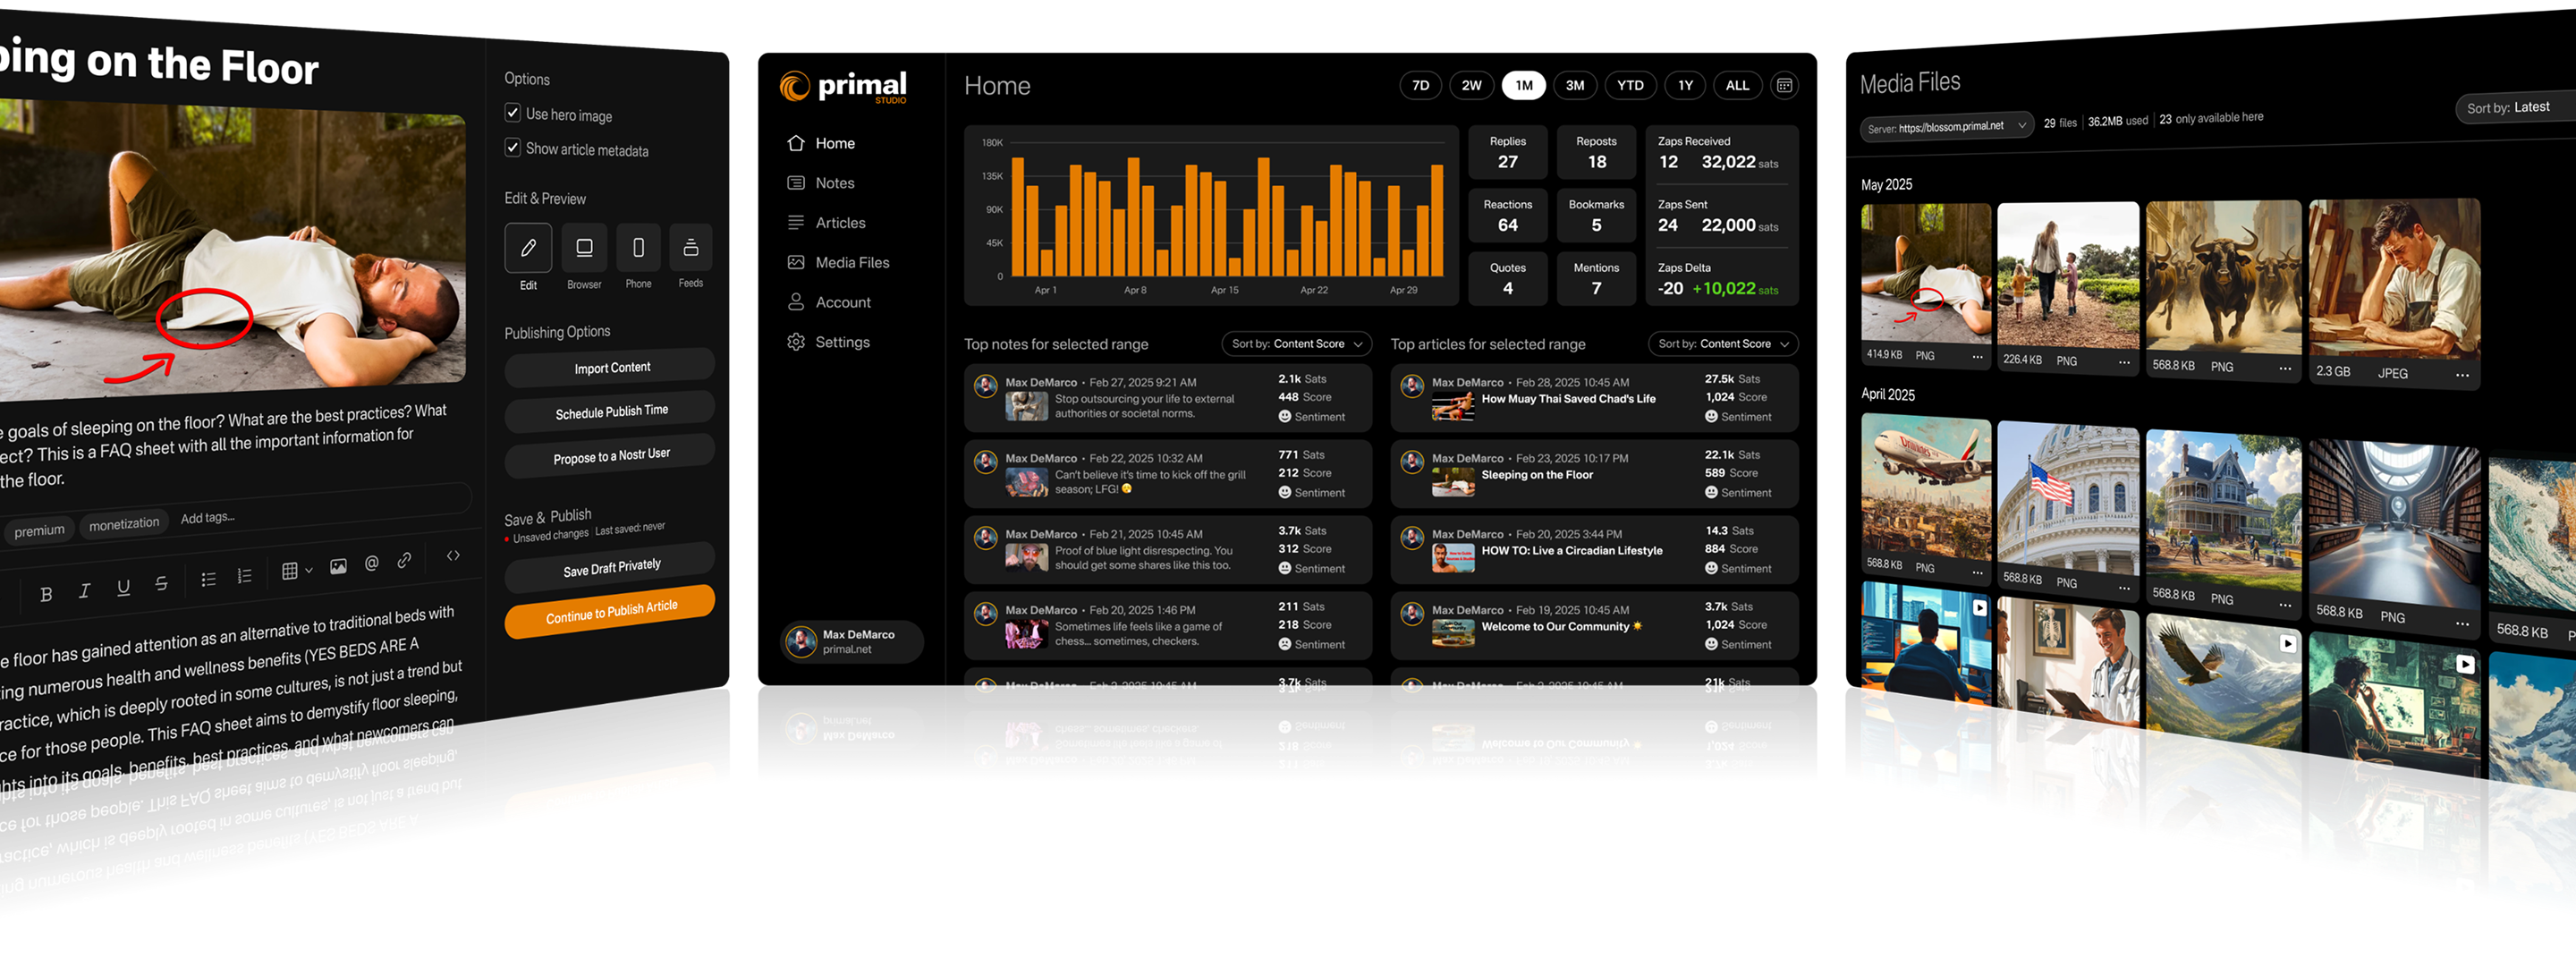 ping on the Floor
e goals of sleeping on the floor? What are the best practices? What
ect? This is a FAQ sheet with all the important information for
the floor.
premium
monetization
Add tags...
B I U S @ <>
e floor has gained attention as an alternative to traditional beds with
ting numerous health and wellness benefits (YES BEDS ARE A
ractice, which is deeply rooted in some cultures, is not just a trend but
ce for those people. This FAQ sheet aims to demystify floor sleeping,
hts into its goals, benefits, best practices, and what newcomers can
Options
Use hero image
Show article metadata
Edit & Preview
Edit
Browser
Phone
Feeds
Publishing Options
Import Content
Schedule Publish Time
Propose to a Nostr User
Save & Publish
Unsaved changes | Last saved: never
Save Draft Privately
Continue to Publish Article
primal
STUDIO
Home
Notes
Articles
Media Files
Account
Settings
Max DeMarco
primal.net
Home
7D
2W
1M
3M
YTD
1Y
ALL
180K
135K
90K
45K
0
Apr 1
Apr 8
Apr 15
Apr 22
Apr 29
Replies
27
Reposts
18
Reactions
64
Bookmarks
5
Quotes
4
Mentions
7
Zaps Received
12 32,022 sats
Zaps Sent
24 22,000 sats
Zaps Delta
-20 +10,022 sats
Top notes for selected range
Sort by: Content Score
Max DeMarco • Feb 27, 2025 9:21 AM
Stop outsourcing your life to external
authorities or societal norms.
2.1k Sats
448 Score
Sentiment
Max DeMarco • Feb 22, 2025 10:32 AM
Can't believe it's time to kick off the grill
season; LFG!
771 Sats
212 Score
Sentiment
Max DeMarco • Feb 21, 2025 10:45 AM
Proof of blue light disrespecting. You
should get some shares like this too.
3.7k Sats
312 Score
Sentiment
Max DeMarco • Feb 20, 2025 1:46 PM
Sometimes life feels like a game of
chess... sometimes, checkers.
211 Sats
218 Score
Sentiment
Max DeMarco • Feb 2, 2025 10:45 AM
3.7k Sats
Top articles for selected range
Sort by: Content Score
Max DeMarco • Feb 28, 2025 10:45 AM
How Muay Thai Saved Chad's Life
27.5k Sats
1,024 Score
Sentiment
Max DeMarco • Feb 23, 2025 10:17 PM
Sleeping on the Floor
22.1k Sats
589 Score
Sentiment
Max DeMarco • Feb 20, 2025 3:44 PM
HOW TO: Live a Circadian Lifestyle
14.3 Sats
884 Score
Sentiment
Max DeMarco • Feb 19, 2025 10:45 AM
Welcome to Our Community
3.7k Sats
1,024 Score
Sentiment
Max DeMarco • Feb 2, 2025 10:45 AM
21k Sats
Media Files
Server: https://blossom.primal.net
29 files | 36.2MB used | 23 only available here
Sort by: Latest
May 2025
414.9 KB PNG
226.4 KB PNG
568.8 KB PNG
2.3 GB JPEG
April 2025
568.8 KB PNG
568.8 KB PNG
568.8 KB PNG
568.8 KB PNG
568.8 KB P